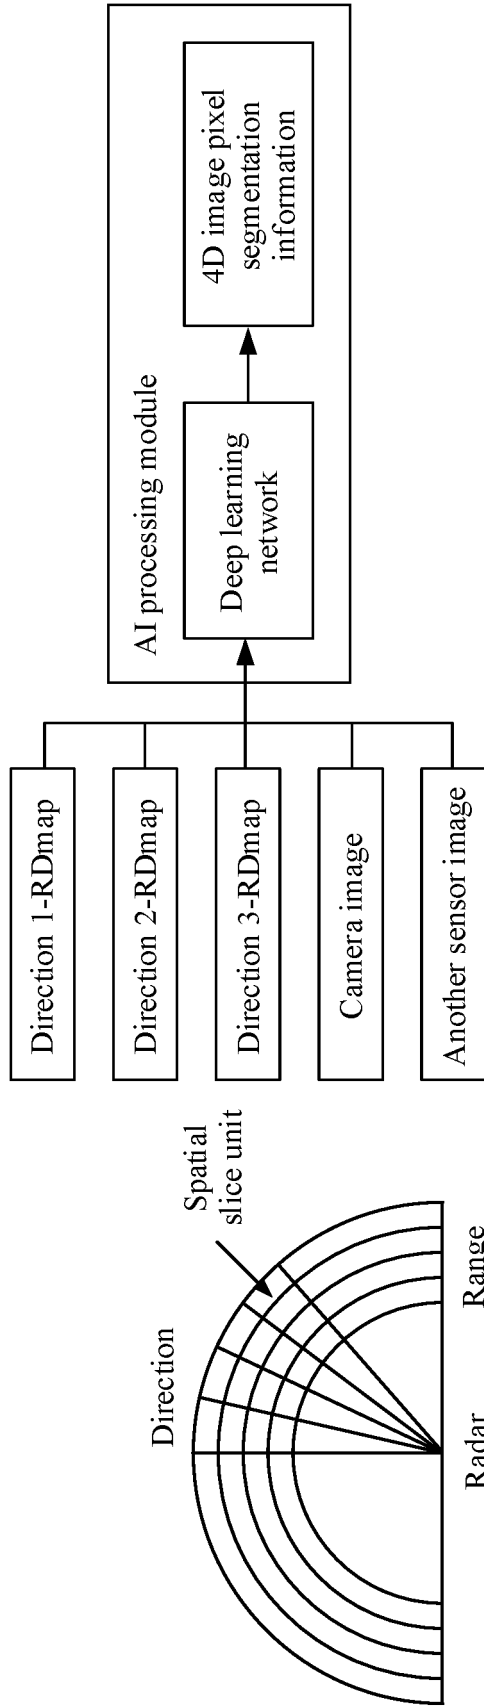 Direction
Spatial
slice unit
Radar
Range
Direction 1-RDmap
Direction 2-RDmap
Direction 3-RDmap
Camera image
Another sensor image
AI processing module
Deep learning
network
4D image pixel
segmentation
information